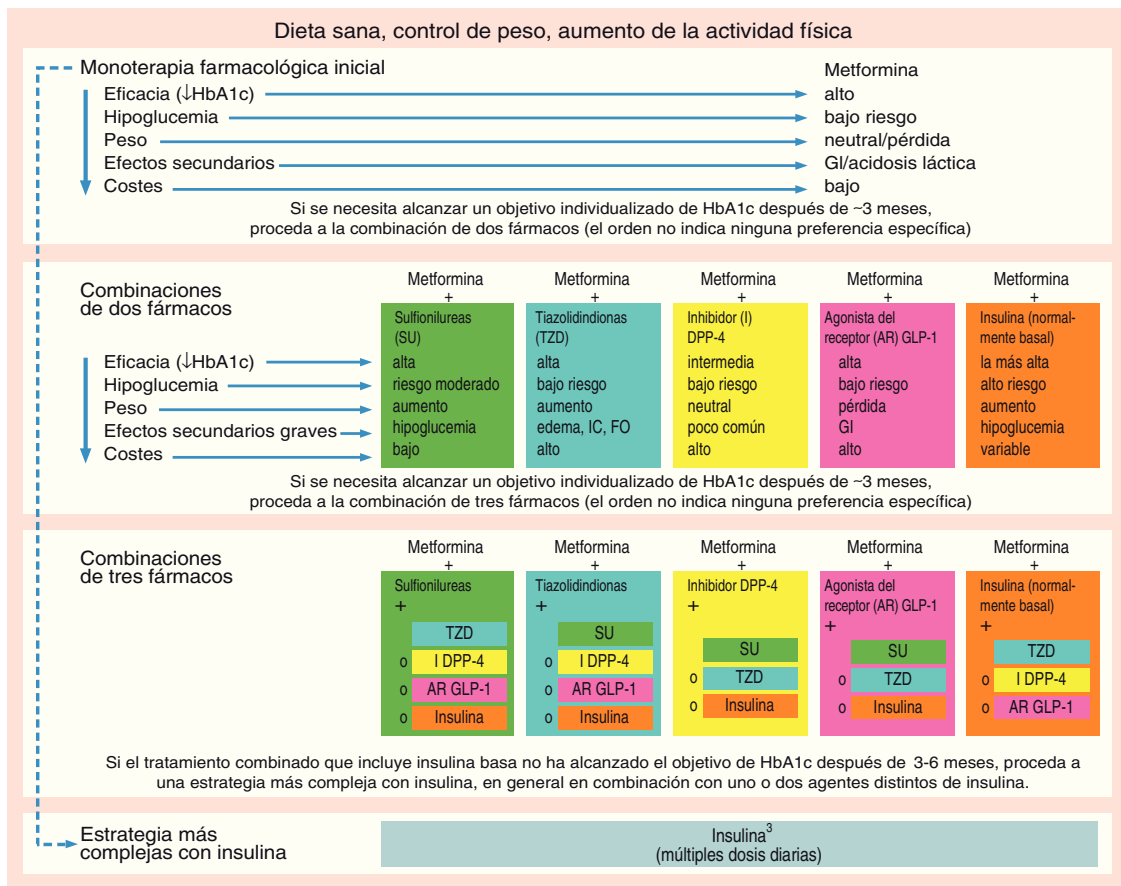 Dieta sana, control de peso, aumento de la actividad física
Monoterapia farmacológica inicial
Metformina
Eficacia (↓HbA1c)
alto
Hipoglucemia
bajo riesgo
Peso
neutral/pérdida
Efectos secundarios
GI/acidosis láctica
Costes
bajo
Si se necesita alcanzar un objetivo individualizado de HbA1c después de ~3 meses,
proceda a la combinación de dos fármacos (el orden no indica ninguna preferencia específica)
Combinaciones
de dos fármacos
Eficacia (↓HbA1c)
Hipoglucemia
Peso
Efectos secundarios graves
Costes
Metformina
+
Sulfionilureas
(SU)
alta
riesgo moderado
aumento
hipoglucemia
bajo
Metformina
+
Tiazolidindionas
(TZD)
alta
bajo riesgo
aumento
edema, IC, FO
alto
Metformina
+
Inhibidor (I)
DPP-4
intermedia
bajo riesgo
neutral
poco común
alto
Metformina
+
Agonista del
receptor (AR) GLP-1
alta
bajo riesgo
pérdida
GI
alto
Metformina
+
Insulina (normal-
mente basal)
la más alta
alto riesgo
aumento
hipoglucemia
variable
Si se necesita alcanzar un objetivo individualizado de HbA1c después de ~3 meses,
proceda a la combinación de tres fármacos (el orden no indica ninguna preferencia específica)
Combinaciones
de tres fármacos
Metformina
+
Sulfionilureas
+
TZD
o I DPP-4
o AR GLP-1
o Insulina
Metformina
+
Tiazolidindionas
+
SU
o I DPP-4
o AR GLP-1
o Insulina
Metformina
+
Inhibidor DPP-4
+
SU
o TZD
o Insulina
Metformina
+
Agonista del
receptor (AR) GLP-1
+
SU
o TZD
o Insulina
Metformina
+
Insulina (normal-
mente basal)
+
TZD
o I DPP-4
o AR GLP-1
Si el tratamiento combinado que incluye insulina basa no ha alcanzado el objetivo de HbA1c después de 3-6 meses, proceda a
una estrategia más compleja con insulina, en general en combinación con uno o dos agentes distintos de insulina.
Estrategia más
complejas con insulina
Insulina³
(múltiples dosis diarias)